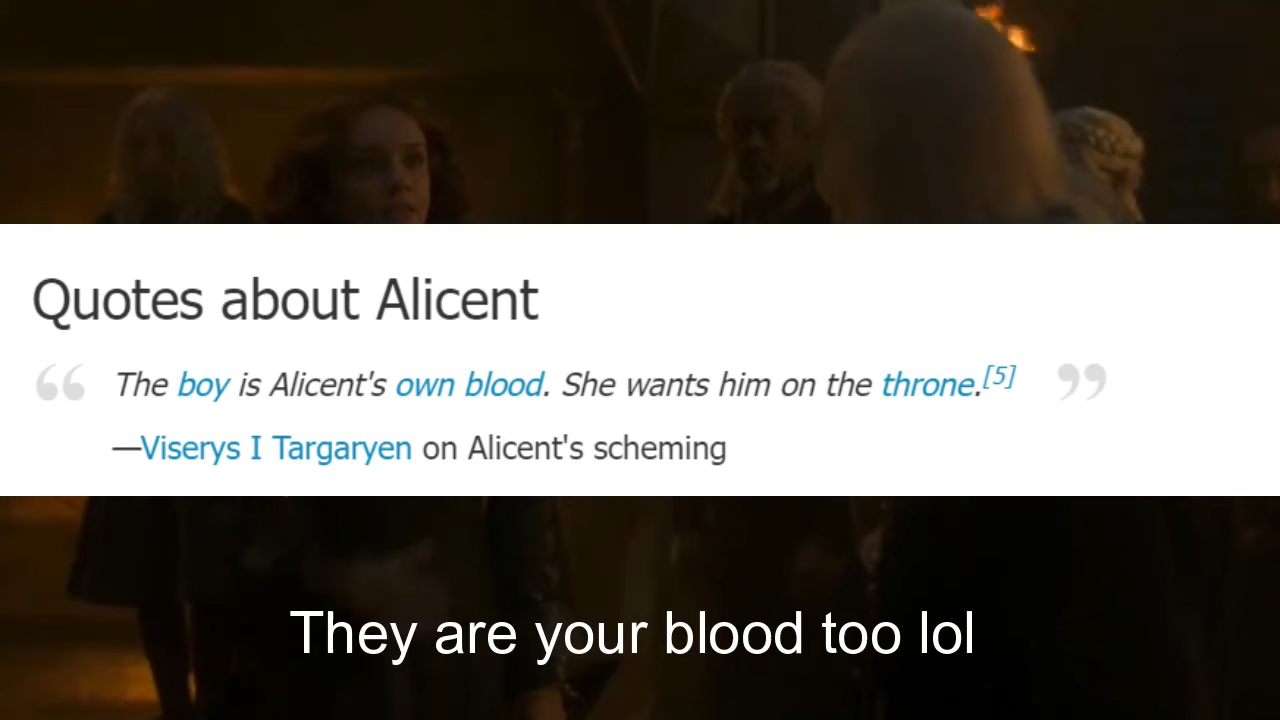 Quotes about Alicent
“ The boy is Alicent's own blood. She wants him on the throne.[5] ”
—Viserys I Targaryen on Alicent's scheming
They are your blood too lol